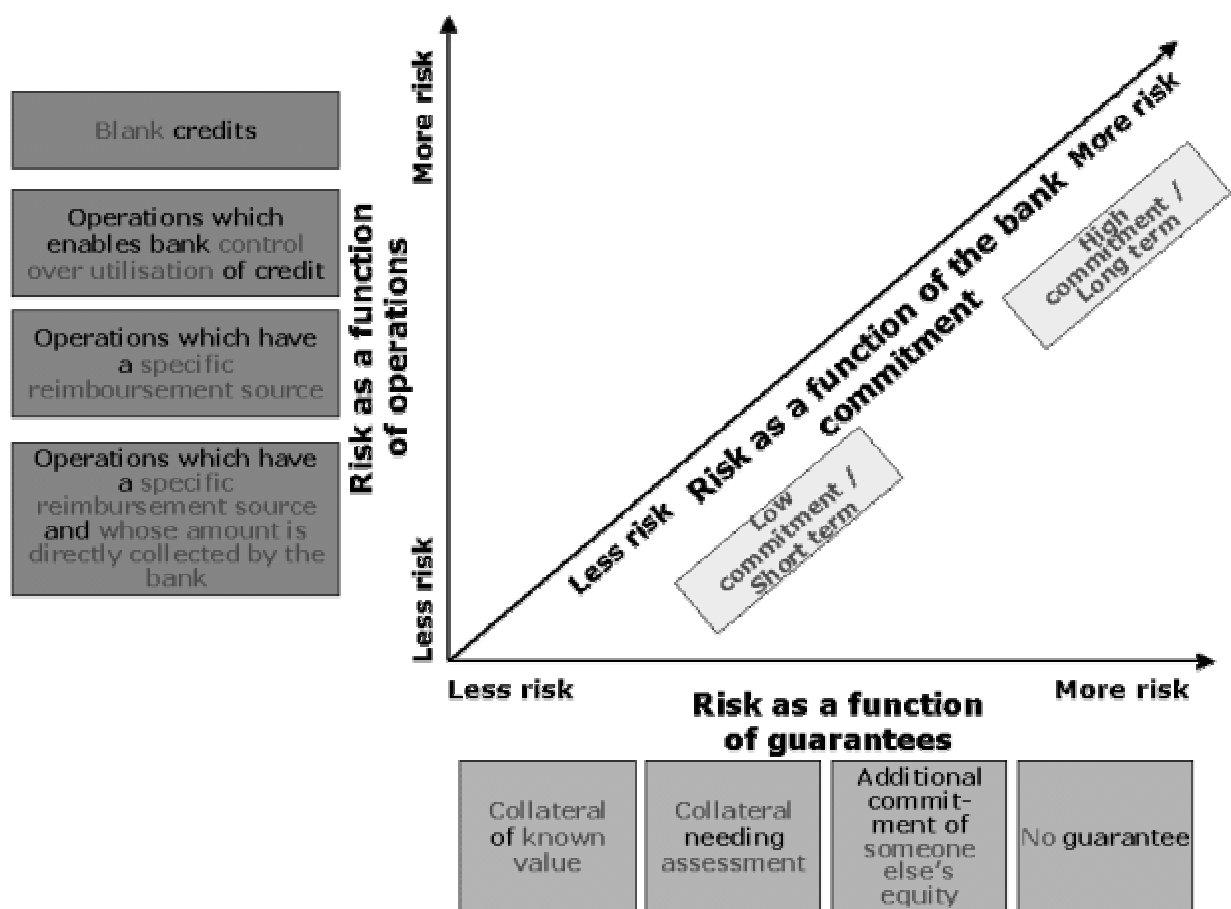 Blank credits
Operations which
enables bank control
over utilisation of credit
Operations which have
a specific
reimboursement source
Operations which have
a specific
reimboursement source
and whose amount is
directly collected by the
bank
More risk
Risk as a function
of operations
Less risk
More risk
Risk as a function of the bank
commitment
Less risk
High
commitment /
Long term
Low
commitment /
Short term
Less risk
More risk
Risk as a function
of guarantees
Collateral
of known
value
Collateral
needing
assessment
Additional
commit-
ment of
someone
else's
equity
No guarantee